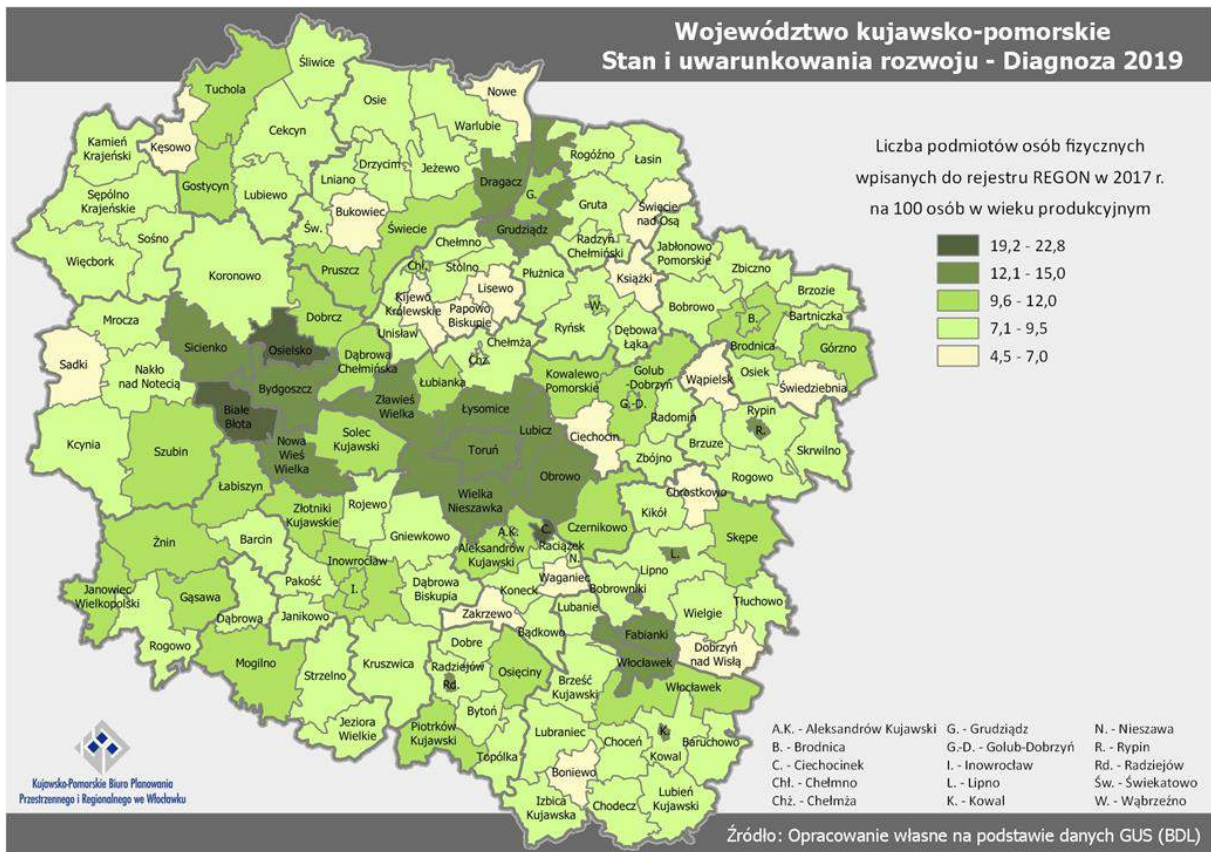 Województwo kujawsko-pomorskie
Stan i uwarunkowania rozwoju - Diagnoza 2019
Liczba podmiotów osób fizycznych
wpisanych do rejestru REGON w 2017 r.
na 100 osób w wieku produkcyjnym
19,2 - 22,8
12,1 - 15,0
9,6 - 12,0
7,1 - 9,5
4,5 - 7,0
Śliwice
Tuchola
Nowe
Osie
Warlubie
Cekcyn
Kamień
Krajeński
Kęsowo
Rogóźno
Łasin
Drzycim
Jeżewo
Lniano
Dragacz
G.
Gostycyn
Lubiewo
Sępólno
Krajeńskie
Bukowiec
Gruta
Święcie
nad Osą
Św.
Świecie
Grudziądz
Sośno
Radzyń
Chełmiński
Jabłonowo
Pomorskie
Chełmno
Więcbork
Koronowo
Pruszcz
Chł.
Stolno
Płużnica
Książki
Zbiczno
Lisewo
Brzozie
Kijewo
Królewskie
Papowo
Biskupie
W.
Bobrowo
Bartniczka
Mrocza
Dobrcz
Unisław
Ryńsk
B.
Sicienko
Osielsko
Dębowa
Łąka
Brodnica
Chełmża
Chż.
Górzno
Sadki
Nakło
nad Notecią
Dąbrowa
Chełmińska
Łubianka
Kowalewo
Pomorskie
Golub
-Dobrzyń
Wąpielsk
Osiek
Świedziebnia
Bydgoszcz
Zławieś
Wielka
G.-D.
Białe
Błota
Łysomice
Radomin
Rypin
R.
Lubicz
Ciechocin
Kcynia
Szubin
Nowa
Wieś
Wielka
Solec
Kujawski
Toruń
Zbójno
Brzuze
Skrwilno
Obrowo
Rogowo
Łabiszyn
Wielka
Nieszawka
Chrostkowo
Złotniki
Kujawskie
Rojewo
Kikół
Gniewkowo
Czernikowo
Skępe
Żnin
Barcin
A.K.
C.
Aleksandrów
Kujawski
Raciążek
N.
L.
Inowrocław
Lipno
Janowiec
Wielkopolski
Gąsawa
Pakość
I.
Dąbrowa
Biskupia
Koneck
Waganiec
Bobrowniki
Tłuchowo
Dąbrowa
Janikowo
Lubanie
Wielgie
Zakrzewo
Rogowo
Bądkowo
Fabianki
Dobrzyń
nad Wisłą
Mogilno
Kruszwica
Dobre
Radziejów
Rd.
Osięciny
Włocławek
Strzelno
Brześć
Kujawski
Włocławek
Jeziora
Wielkie
Bytoń
Piotrków
Kujawski
Lubraniec
Choceń
K.
Kowal
Baruchowo
Topólka
Boniewo
Izbica
Kujawska
Chodecz
Lubień
Kujawski
A.K. - Aleksandrów Kujawski
B. - Brodnica
C. - Ciechocinek
Chł. - Chełmno
Chż. - Chełmża
G. - Grudziądz
G.-D. - Golub-Dobrzyń
I. - Inowrocław
L. - Lipno
K. - Kowal
N. - Nieszawa
R. - Rypin
Rd. - Radziejów
Św. - Świekatowo
W. - Wąbrzeźno
Kujawsko-Pomorskie Biuro Planowania
Przestrzennego i Regionalnego we Włocławku
Źródło: Opracowanie własne na podstawie danych GUS (BDL)